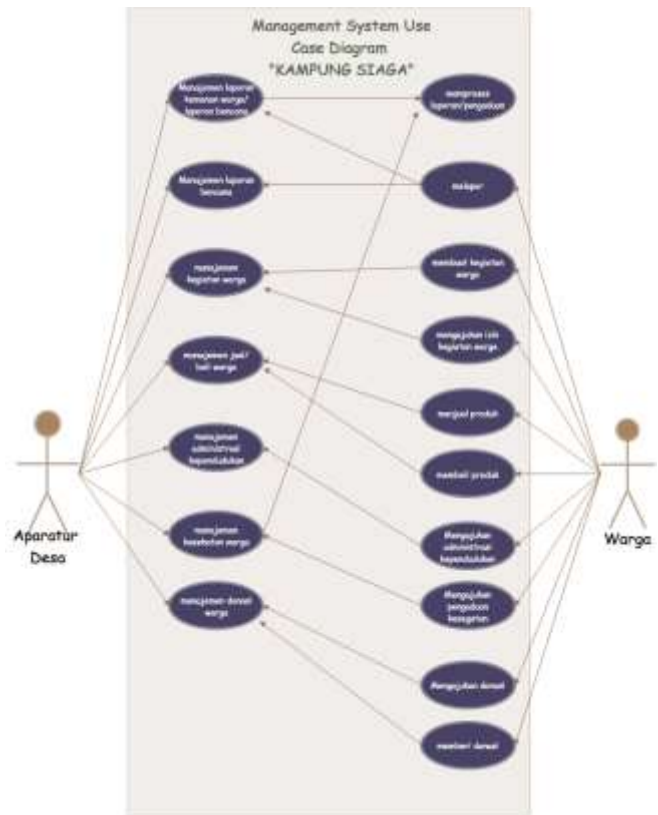 Management System Use
Case Diagram
"KAMPUNG SIAGA"
Manajemen laporan
laporan bencana
memproses
laporan/pengaduan
Manajemen laporan
bencana
melapor
manajemen
kegiatan warga
membuat kegiatan
warga
mengajukan izin
kegiatan warga
manajemen jual/
beli warga
menjual produk
manajemen
administrasi
kependudukan
membeli produk
Aparatur
Desa
manajemen
kesehatan warga
Mengajukan
administrasi
kependudukan
Warga
manajemen donasi
warga
Mengajukan
pengaduan
Mengajukan donasi
memberi donasi